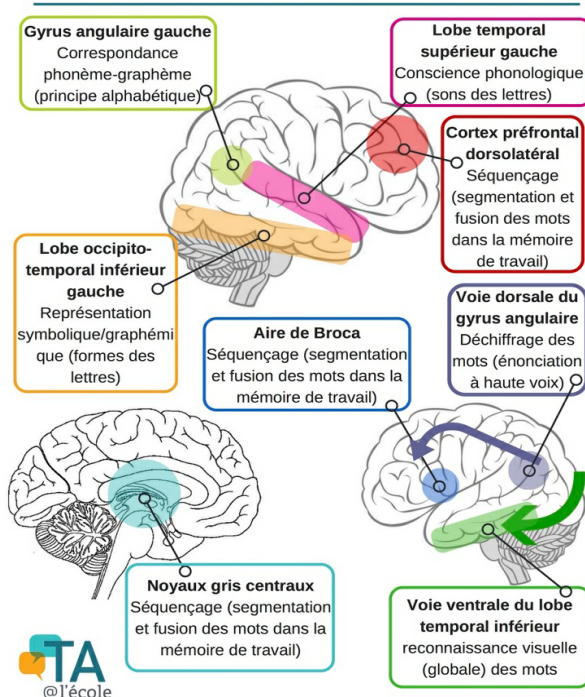 Gyrus angulaire gauche
Correspondance
phonème-graphème
(principe alphabétique)
Lobe temporal
supérieur gauche
Conscience phonologique
(sons des lettres)
Cortex préfrontal
dorsolatéral
Séquençage
(segmentation et
fusion des mots
dans la mémoire
de travail)
Lobe occipito-
temporal inférieur
gauche
Représentation
symbolique/graphémi
que (formes des
lettres)
Aire de Broca
Séquençage (segmentation
et fusion des mots dans la
mémoire de travail)
Voie dorsale du
gyrus angulaire
Déchiffrage des
mots (énonciation
à haute voix)
Noyaux gris centraux
Séquençage (segmentation
et fusion des mots dans la
mémoire de travail)
Voie ventrale du lobe
temporal inférieur
reconnaissance visuelle
(globale) des mots
TA
@l'école